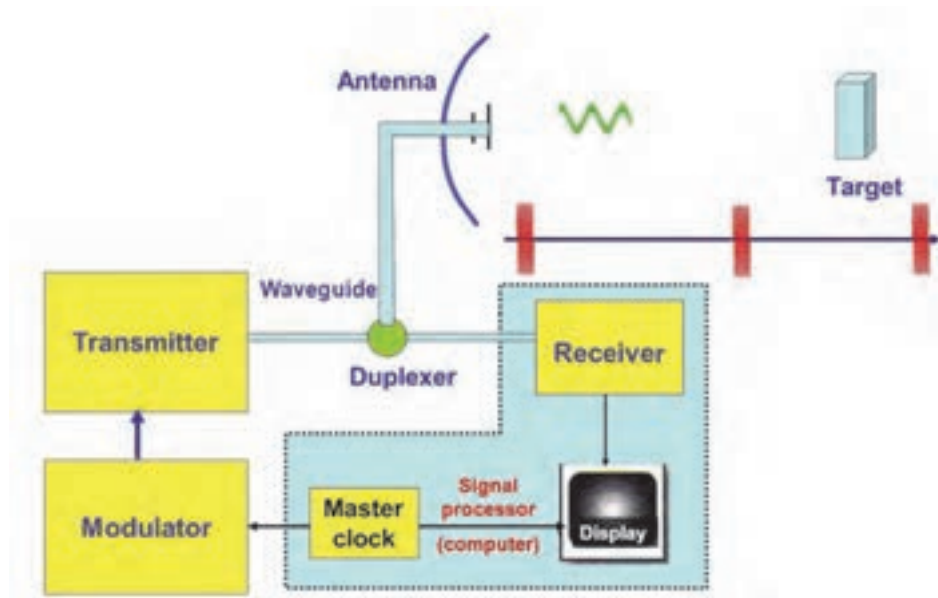 Antenna
Target
Waveguide
Transmitter
Duplexer
Receiver
Modulator
Master
clock
Signal
processor
(computer)
Display